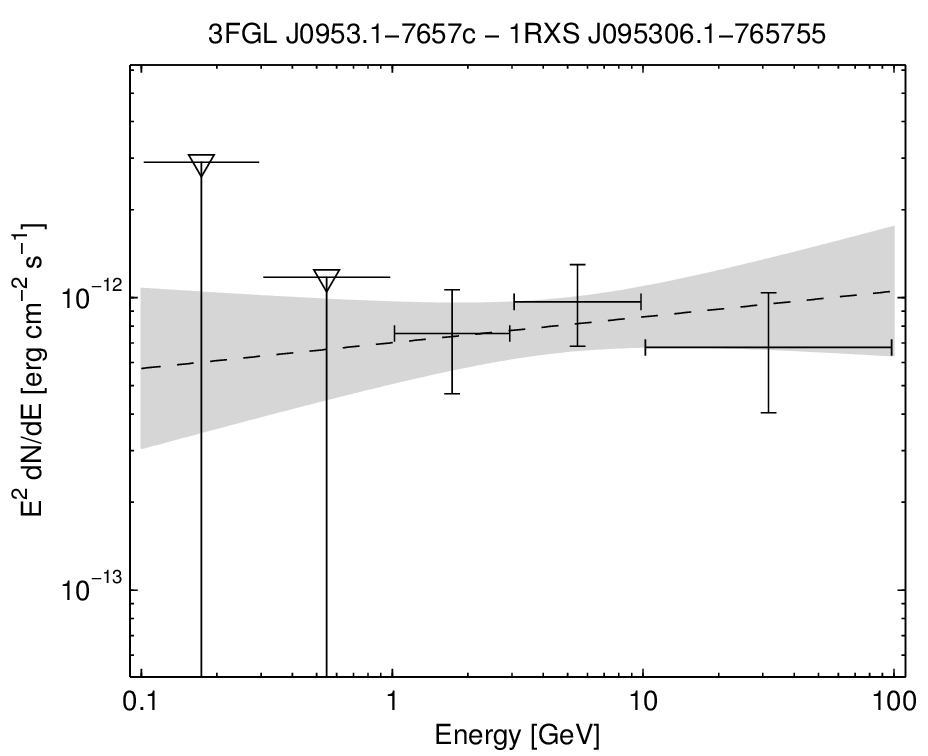 3FGL J0953.1−7657c − 1RXS J095306.1−765755
E² dN/dE [erg cm⁻² s⁻¹]
10⁻¹²
10⁻¹³
0.1 1 10 100
Energy [GeV]